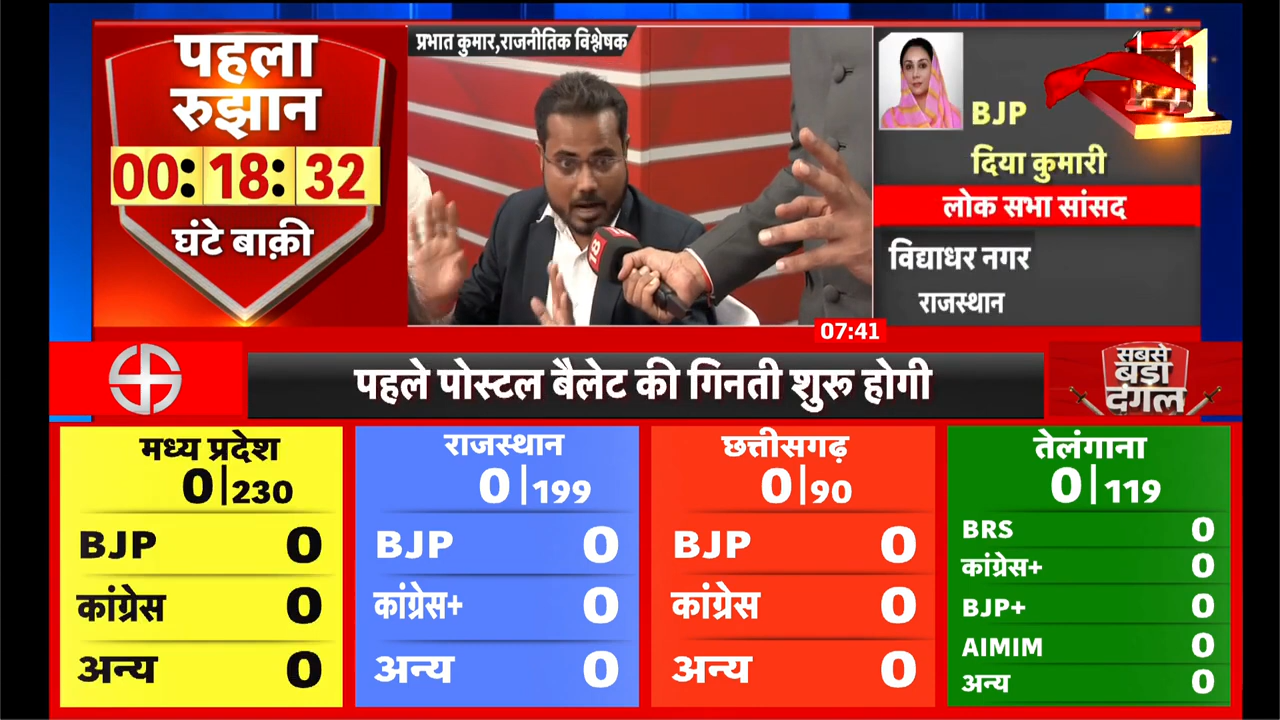 पहला
रुझान
00:18:32
घंटे बाक़ी
प्रभात कुमार,राजनीतिक विश्लेषक
BJP
दिया कुमारी
लोक सभा सांसद
विद्याधर नगर
राजस्थान
1
07:41
पहले पोस्टल बैलेट की गिनती शुरू होगी
सबसे
बड़ा
दंगल
मध्य प्रदेश
0|230
BJP 0
कांग्रेस 0
अन्य 0
राजस्थान
0|199
BJP 0
कांग्रेस+ 0
अन्य 0
छत्तीसगढ़
0|90
BJP 0
कांग्रेस 0
अन्य 0
तेलंगाना
0|119
BRS 0
कांग्रेस+ 0
BJP+ 0
AIMIM 0
अन्य 0